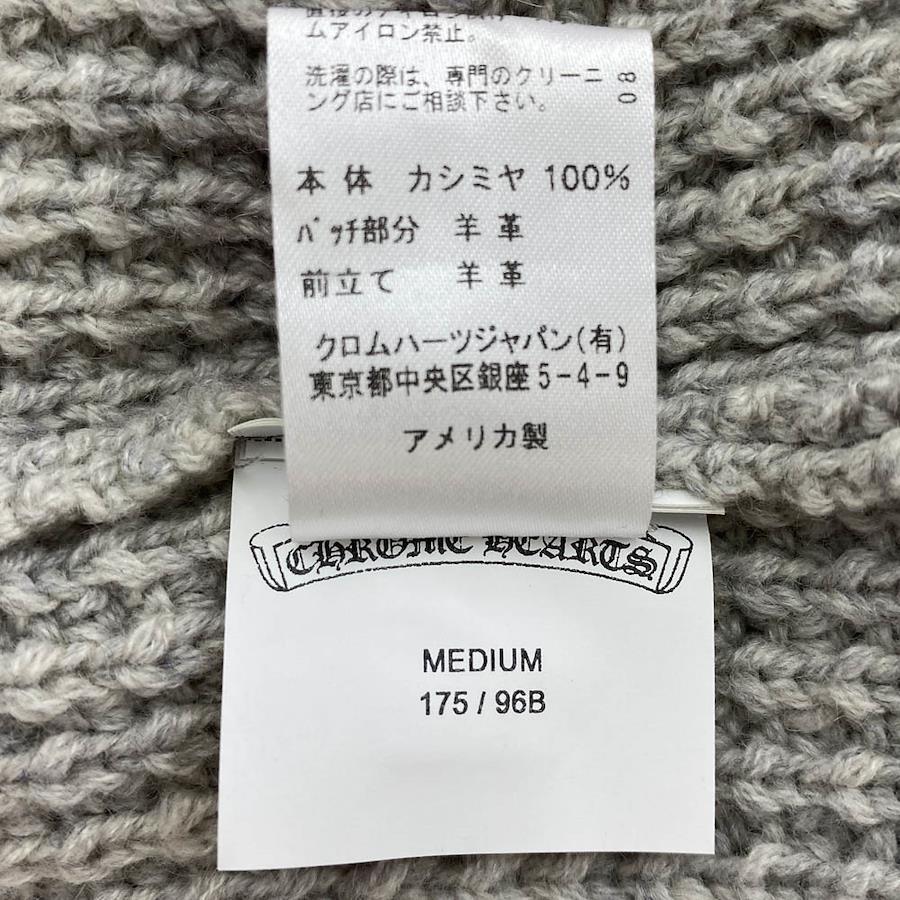 ムアイロン禁止。
洗濯の際は、専門のクリーニ
ング店にご相談下さい。
08
本体 カシミヤ 100%
パッチ部分 羊革
前立て 羊革
クロムハーツジャパン(有)
東京都中央区銀座5-4-9
アメリカ製
CHROME HEARTS
MEDIUM
175 / 96B